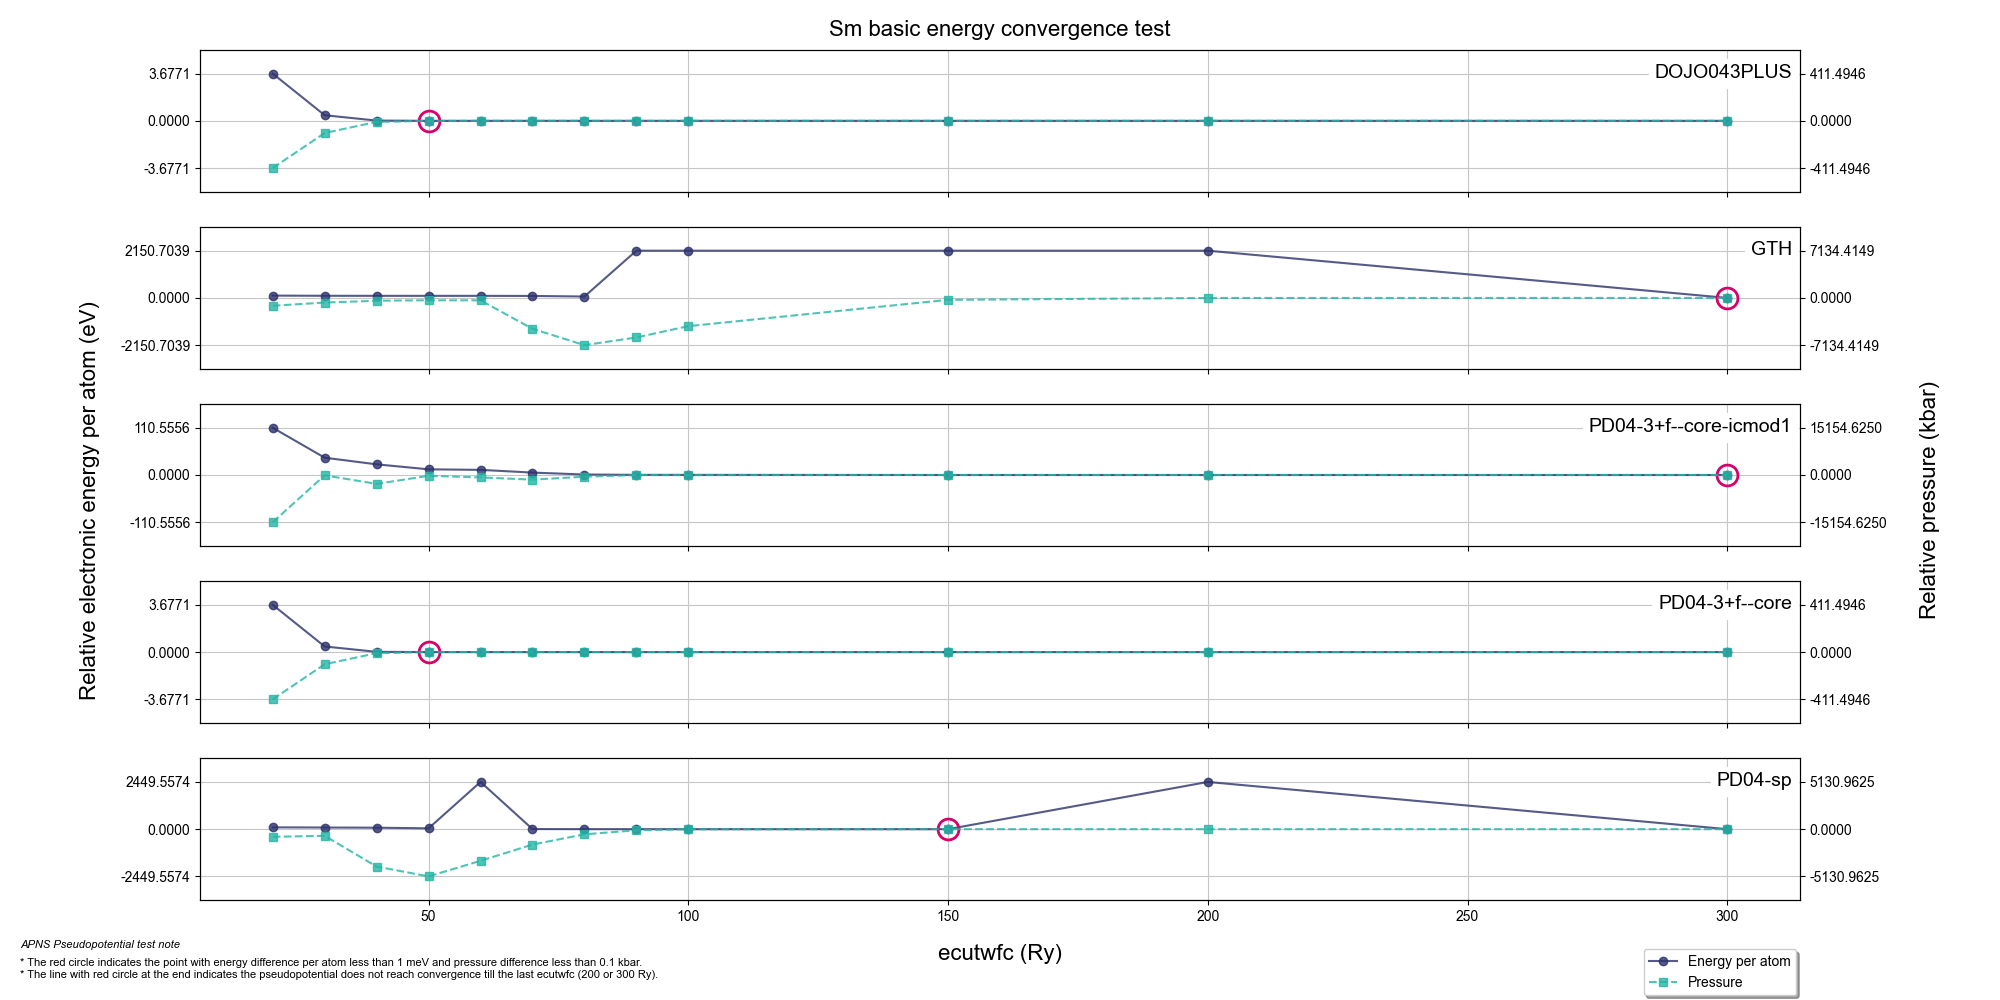 Sm basic energy convergence test
DOJO043PLUS
3.6771
0.0000
-3.6771
411.4946
0.0000
-411.4946
GTH
2150.7039
0.0000
-2150.7039
7134.4149
0.0000
-7134.4149
PD04-3+f--core-icmod1
110.5556
0.0000
-110.5556
15154.6250
0.0000
-15154.6250
PD04-3+f--core
3.6771
0.0000
-3.6771
411.4946
0.0000
-411.4946
PD04-sp
2449.5574
0.0000
-2449.5574
5130.9625
0.0000
-5130.9625
Relative electronic energy per atom (eV)
Relative pressure (kbar)
50 100 150 200 250 300
ecutwfc (Ry)
APNS Pseudopotential test note
* The red circle indicates the point with energy difference per atom less than 1 meV and pressure difference less than 0.1 kbar.
* The line with red circle at the end indicates the pseudopotential does not reach convergence till the last ecutwfc (200 or 300 Ry).
Energy per atom
Pressure